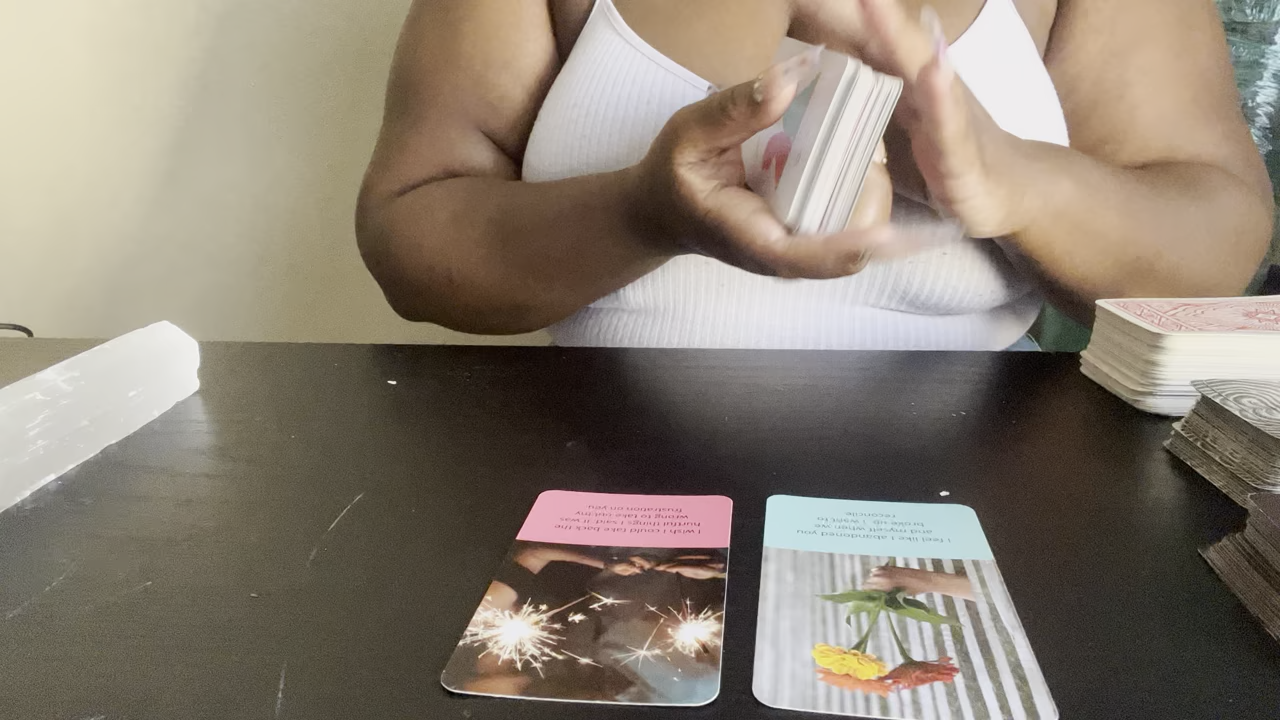 I wish I could take back the
hurtful things I said. It was
wrong to take out my
frustration on you
I feel like I abandoned you
and myself when we
broke up. I want to
reconcile